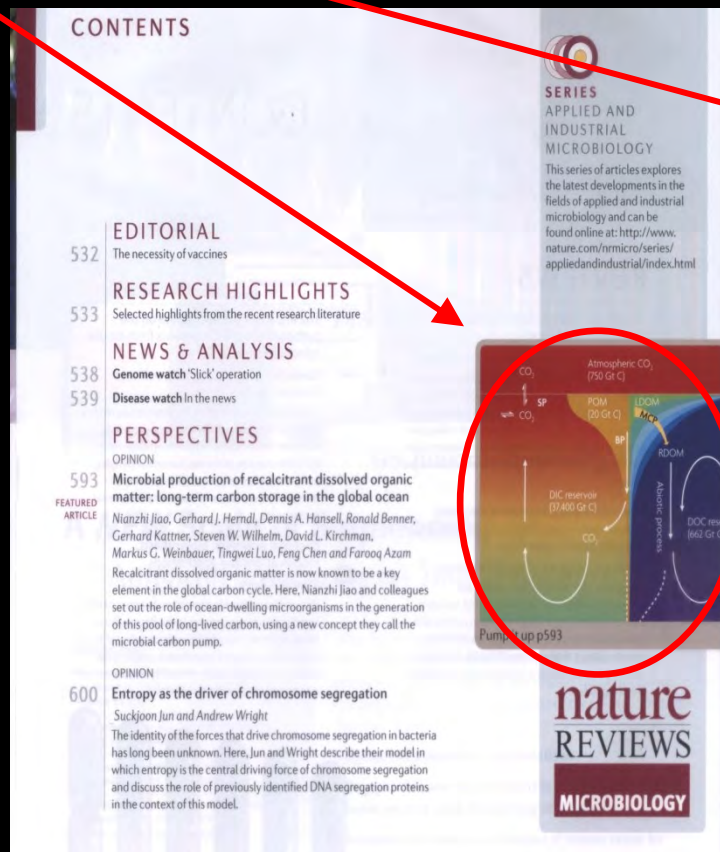 CONTENTS
SERIES
APPLIED AND
INDUSTRIAL
MICROBIOLOGY
This series of articles explores
the latest developments in the
fields of applied and industrial
microbiology and can be
found online at: http://www.
nature.com/nrmicro/series/
appliedandindustrial/index.html
EDITORIAL
532 The necessity of vaccines
RESEARCH HIGHLIGHTS
533 Selected highlights from the recent research literature
NEWS & ANALYSIS
538 Genome watch 'Slick' operation
539 Disease watch In the news
PERSPECTIVES
OPINION
593 Microbial production of recalcitrant dissolved organic
FEATURED ARTICLE
matter: long-term carbon storage in the global ocean
Nianzhi Jiao, Gerhard J. Herndl, Dennis A. Hansell, Ronald Benner,
Gerhard Kattner, Steven W. Wilhelm, David L. Kirchman,
Markus G. Weinbauer, Tingwei Luo, Feng Chen and Farooq Azam
Recalcitrant dissolved organic matter is now known to be a key
element in the global carbon cycle. Here, Nianzhi Jiao and colleagues
set out the role of ocean-dwelling microorganisms in the generation
of this pool of long-lived carbon, using a new concept they call the
microbial carbon pump.
OPINION
600 Entropy as the driver of chromosome segregation
Suckjoon Jun and Andrew Wright
The identity of the forces that drive chromosome segregation in bacteria
has long been unknown. Here, Jun and Wright describe their model in
which entropy is the central driving force of chromosome segregation
and discuss the role of previously identified DNA segregation proteins
in the context of this model.
Atmospheric CO2
(750 Gt C)
CO2
SP
CO2
POM
(20 Gt C)
LDOM
MCP
BP
RDOM
DIC reservoir
(37,400 Gt C)
CO2
Abiotic process
DOC
(662 Gt
Pump it up p593
nature
REVIEWS
MICROBIOLOGY